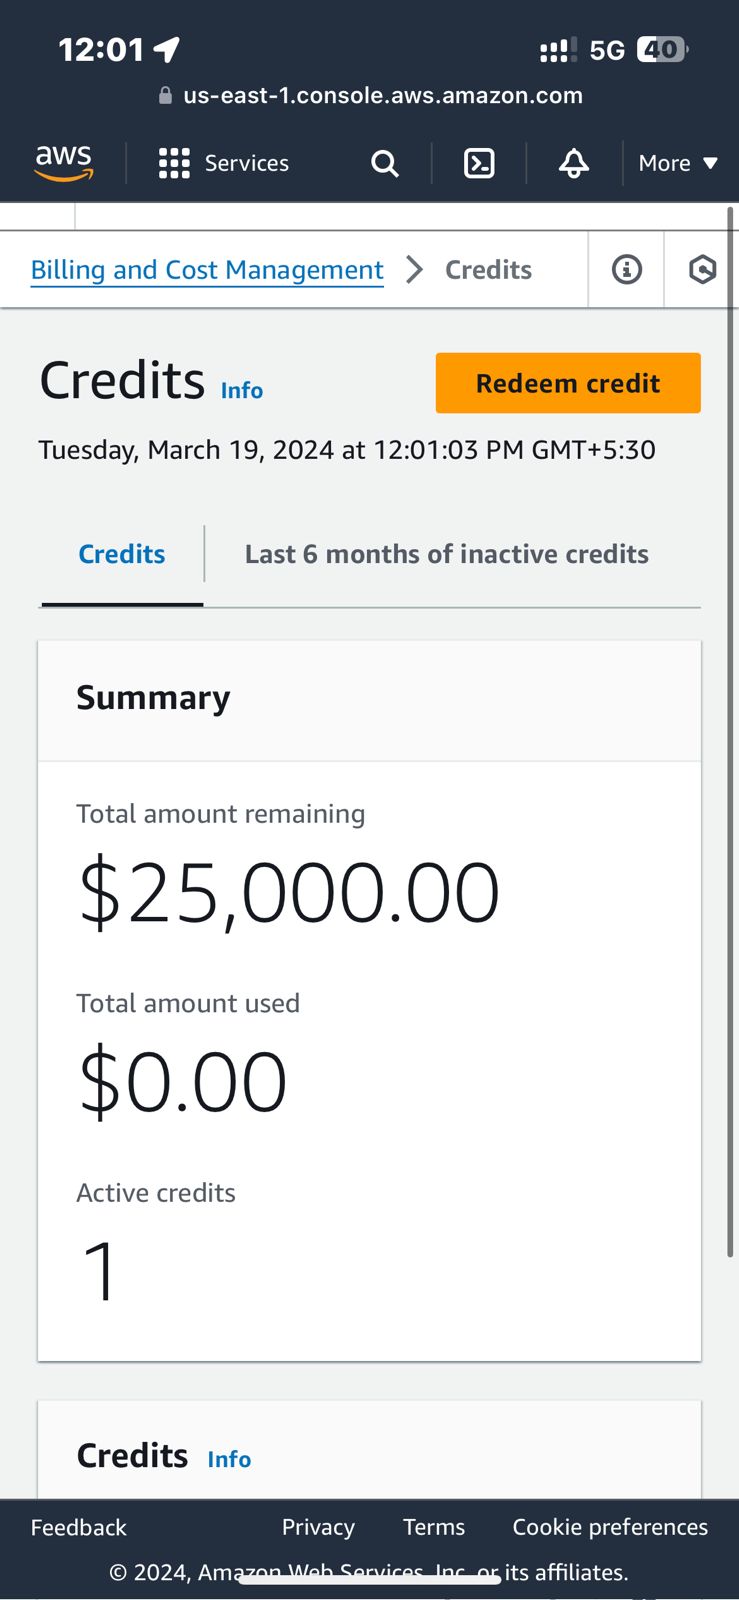 12:01 5G 40
us-east-1.console.aws.amazon.com
aws Services More
Billing and Cost Management Credits
Credits Info Redeem credit
Tuesday, March 19, 2024 at 12:01:03 PM GMT+5:30
Credits Last 6 months of inactive credits
Summary
Total amount remaining
$25,000.00
Total amount used
$0.00
Active credits
1
Credits Info
Feedback Privacy Terms Cookie preferences
© 2024, Amazon Web Services, Inc. or its affiliates.